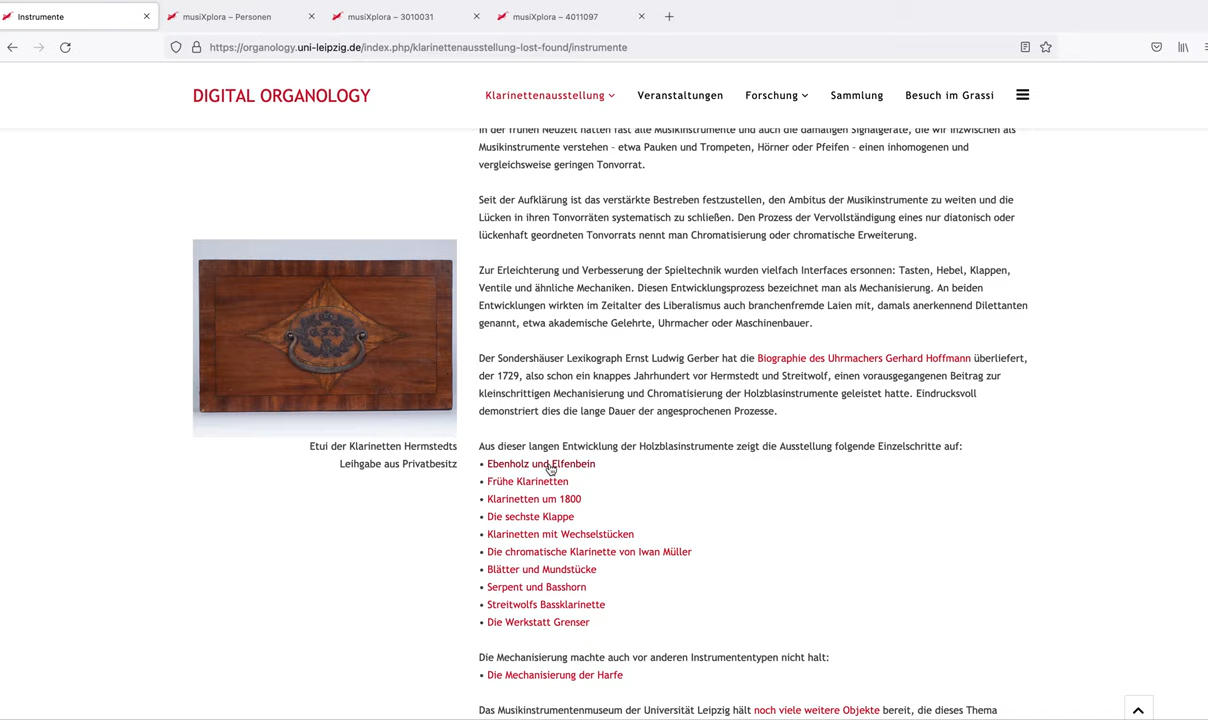 Instrumente
musiXplora – Personen
musiXplora – 3010031
musiXplora – 4011097
https://organology.uni-leipzig.de/index.php/klarinettenausstellung-lost-found/instrumente
DIGITAL ORGANOLOGY
Klarinettenausstellung
Veranstaltungen
Forschung
Sammlung
Besuch im Grassi
In der frühen Neuzeit hatten fast alle Musikinstrumente und auch die damaligen Signalgeräte, die wir inzwischen als
Musikinstrumente verstehen – etwa Pauken und Trompeten, Hörner oder Pfeifen – einen inhomogenen und
vergleichsweise geringen Tonvorrat.
Seit der Aufklärung ist das verstärkte Bestreben festzustellen, den Ambitus der Musikinstrumente zu weiten und die
Lücken in ihren Tonvorräten systematisch zu schließen. Den Prozess der Vervollständigung eines nur diatonisch oder
lückenhaft geordneten Tonvorrats nennt man Chromatisierung oder chromatische Erweiterung.
Zur Erleichterung und Verbesserung der Spieltechnik wurden vielfach Interfaces ersonnen: Tasten, Hebel, Klappen,
Ventile und ähnliche Mechaniken. Diesen Entwicklungsprozess bezeichnet man als Mechanisierung. An beiden
Entwicklungen wirkten im Zeitalter des Liberalismus auch branchenfremde Laien mit, damals anerkennend Dilettanten
genannt, etwa akademische Gelehrte, Uhrmacher oder Maschinenbauer.
Der Sondershäuser Lexikograph Ernst Ludwig Gerber hat die Biographie des Uhrmachers Gerhard Hoffmann überliefert,
der 1729, also schon ein knappes Jahrhundert vor Hermstedt und Streitwolf, einen vorausgegangenen Beitrag zur
kleinschrittigen Mechanisierung und Chromatisierung der Holzblasinstrumente geleistet hatte. Eindrucksvoll
demonstriert dies die lange Dauer der angesprochenen Prozesse.
Etui der Klarinetten Hermstedts
Leihgabe aus Privatbesitz
Aus dieser langen Entwicklung der Holzblasinstrumente zeigt die Ausstellung folgende Einzelschritte auf:
• Ebenholz und Elfenbein
• Frühe Klarinetten
• Klarinetten um 1800
• Die sechste Klappe
• Klarinetten mit Wechselstücken
• Die chromatische Klarinette von Iwan Müller
• Blätter und Mundstücke
• Serpent und Basshorn
• Streitwolfs Bassklarinette
• Die Werkstatt Grenser
Die Mechanisierung machte auch vor anderen Instrumententypen nicht halt:
• Die Mechanisierung der Harfe
Das Musikinstrumentenmuseum der Universität Leipzig hält noch viele weitere Objekte bereit, die dieses Thema